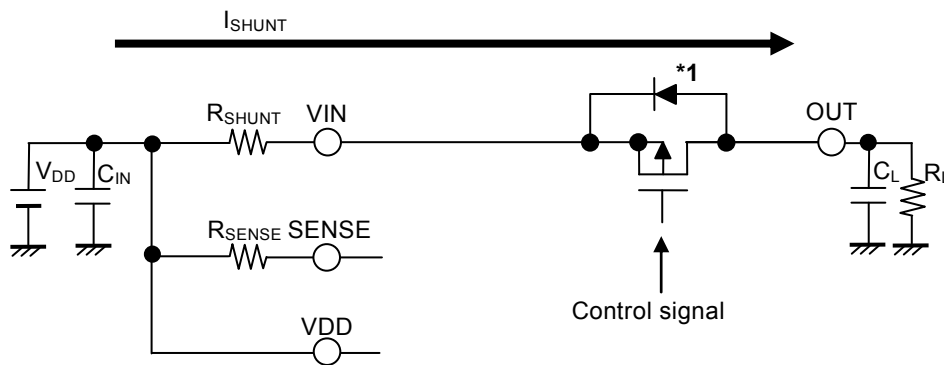 ISHUNT
*1
RSHUNT VIN OUT
VDD CIN CL
RSENSE SENSE
VDD
Control signal